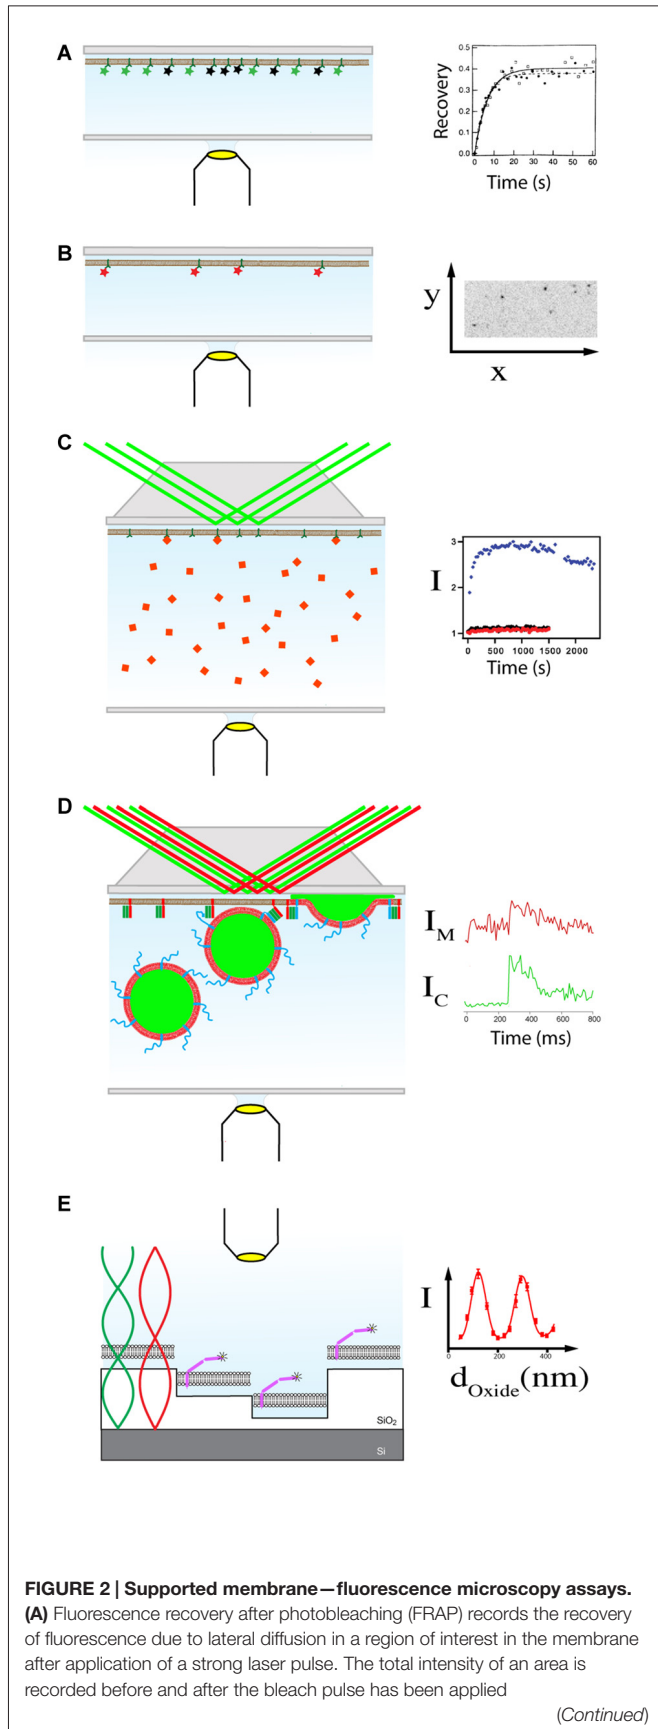 A
Recovery
0.5
0.4
0.3
0.2
0.1
0.0
0 10 20 30 40 50 60
Time (s)
B
y
x
C
I
3
2
1
0 500 1000 1500 2000
Time (s)
D
I_M
I_C
0 200 400 600 800
Time (ms)
E
SiO₂
Si
I
0 200 400
d_Oxide(nm)
FIGURE 2 | Supported membrane—fluorescence microscopy assays.
(A) Fluorescence recovery after photobleaching (FRAP) records the recovery
of fluorescence due to lateral diffusion in a region of interest in the membrane
after application of a strong laser pulse. The total intensity of an area is
recorded before and after the bleach pulse has been applied
(Continued)